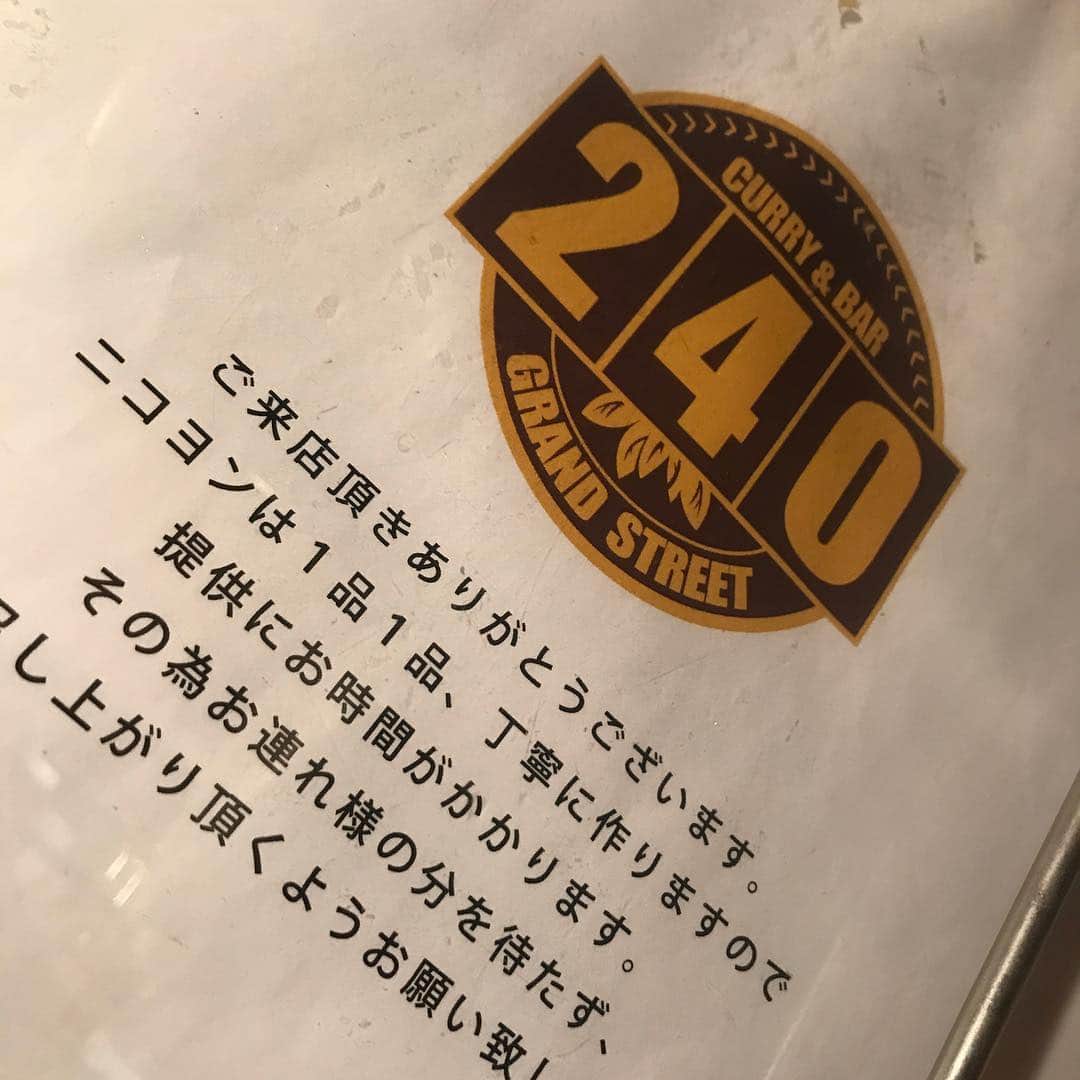 CURRY & BAR
240
GRAND STREET
ご来店頂きありがとうございます。
ニコヨンは1品1品、丁寧に作りますので
提供にお時間がかかります。
その為お連れ様の分を待たず、
し上がり頂くようお願い致し